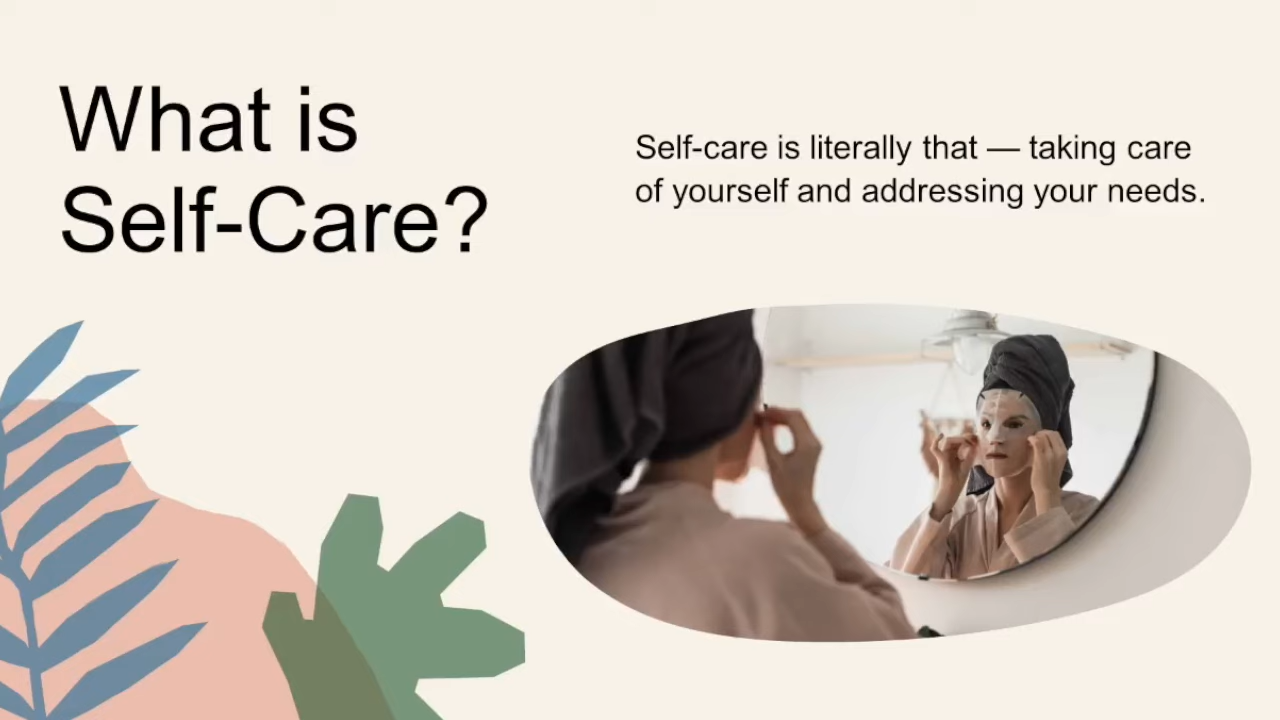 What is
Self-Care?
Self-care is literally that — taking care
of yourself and addressing your needs.